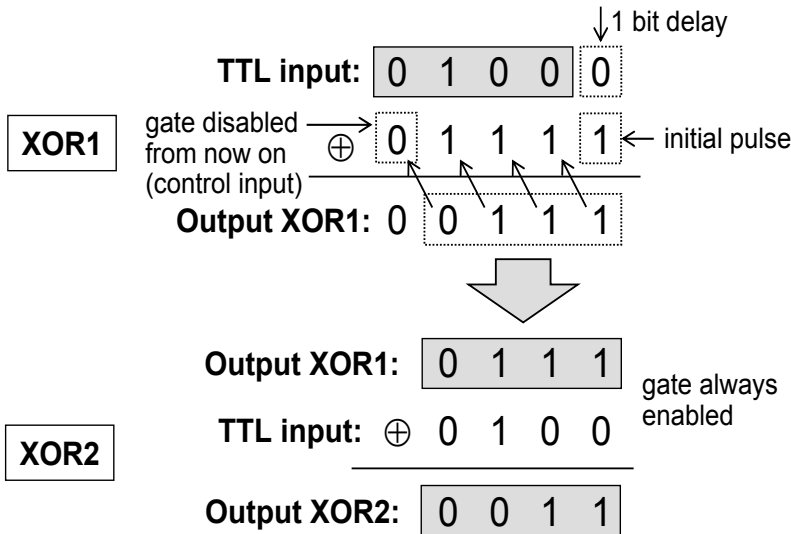 1 bit delay
TTL input: 0 1 0 0 0
XOR1
gate disabled
from now on
(control input)
⊕ 0 1 1 1 1
initial pulse
Output XOR1: 0 0 1 1 1
Output XOR1: 0 1 1 1
gate always
enabled
XOR2
TTL input: ⊕ 0 1 0 0
Output XOR2: 0 0 1 1